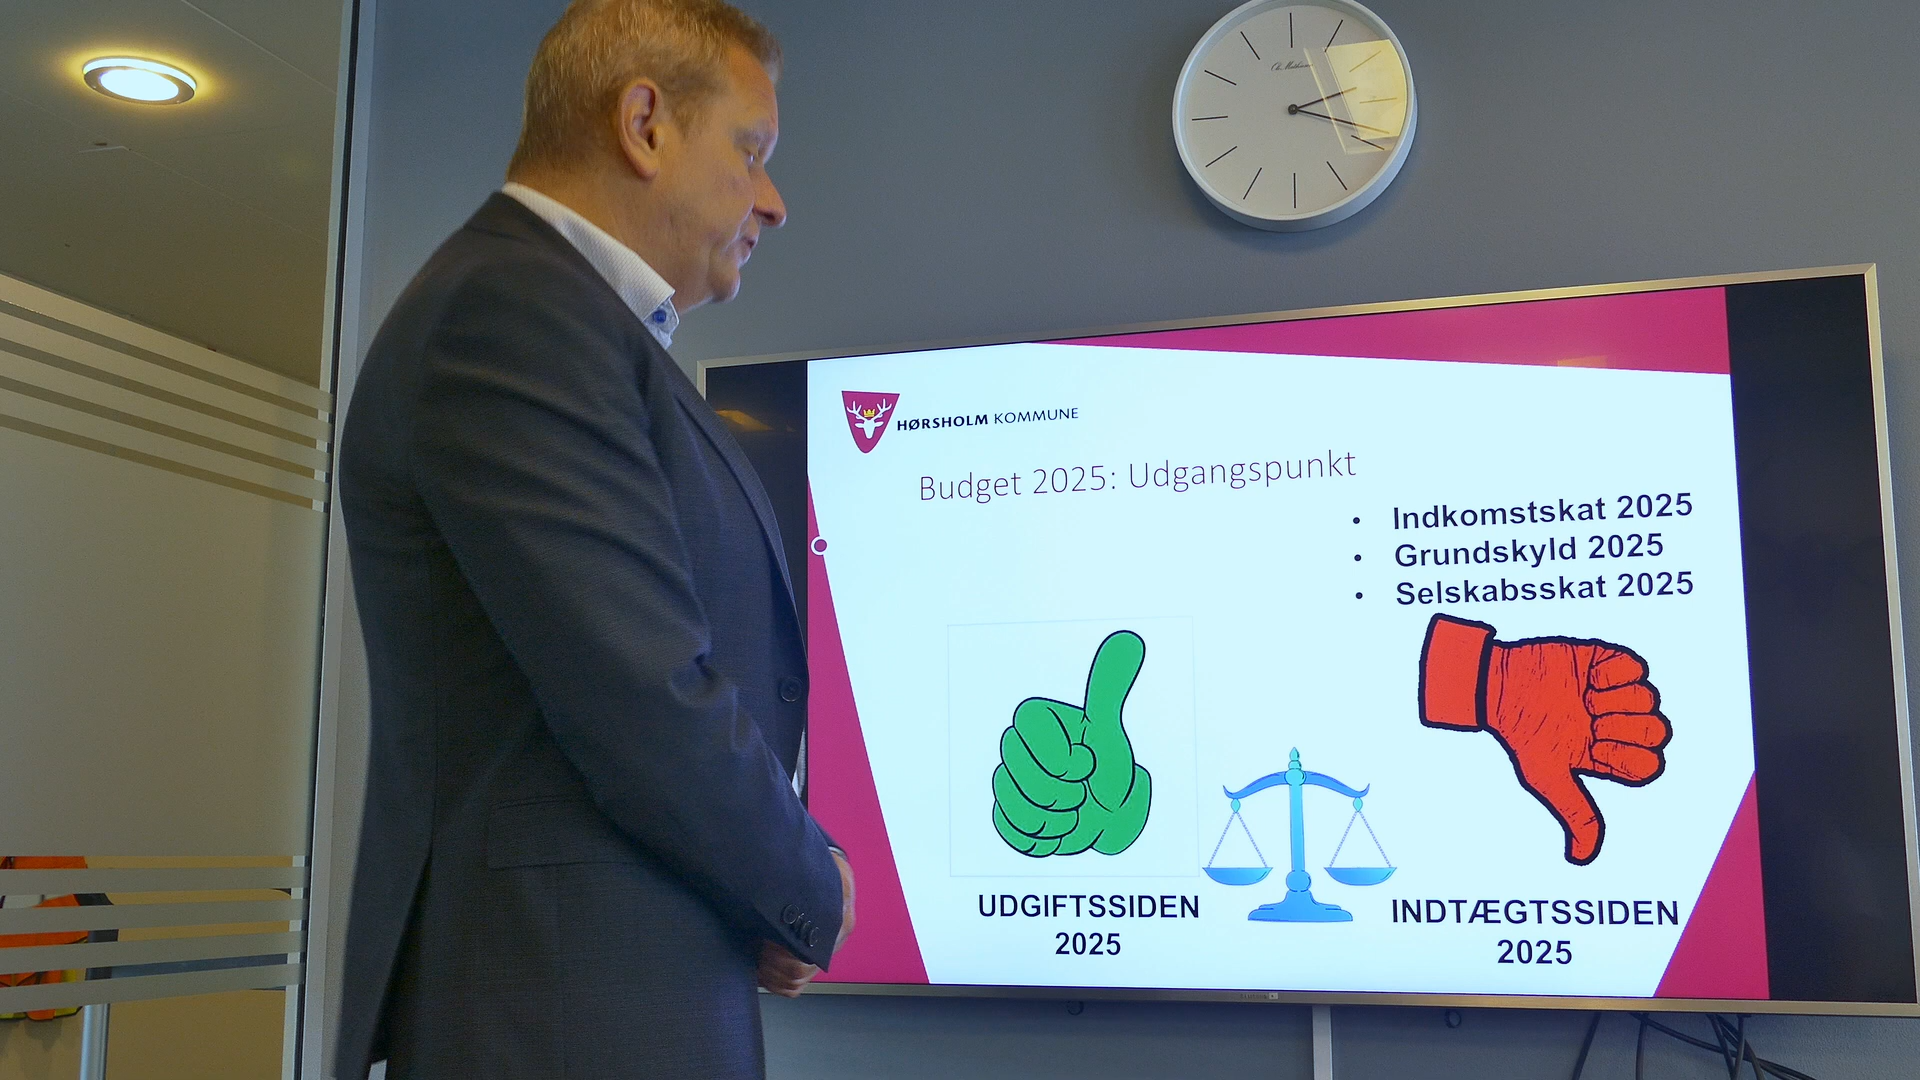 HØRSHOLM KOMMUNE
Budget 2025: Udgangspunkt
• Indkomstskat 2025
• Grundskyld 2025
• Selskabsskat 2025
UDGIFTSSIDEN
2025
INDTÆGTSSIDEN
2025